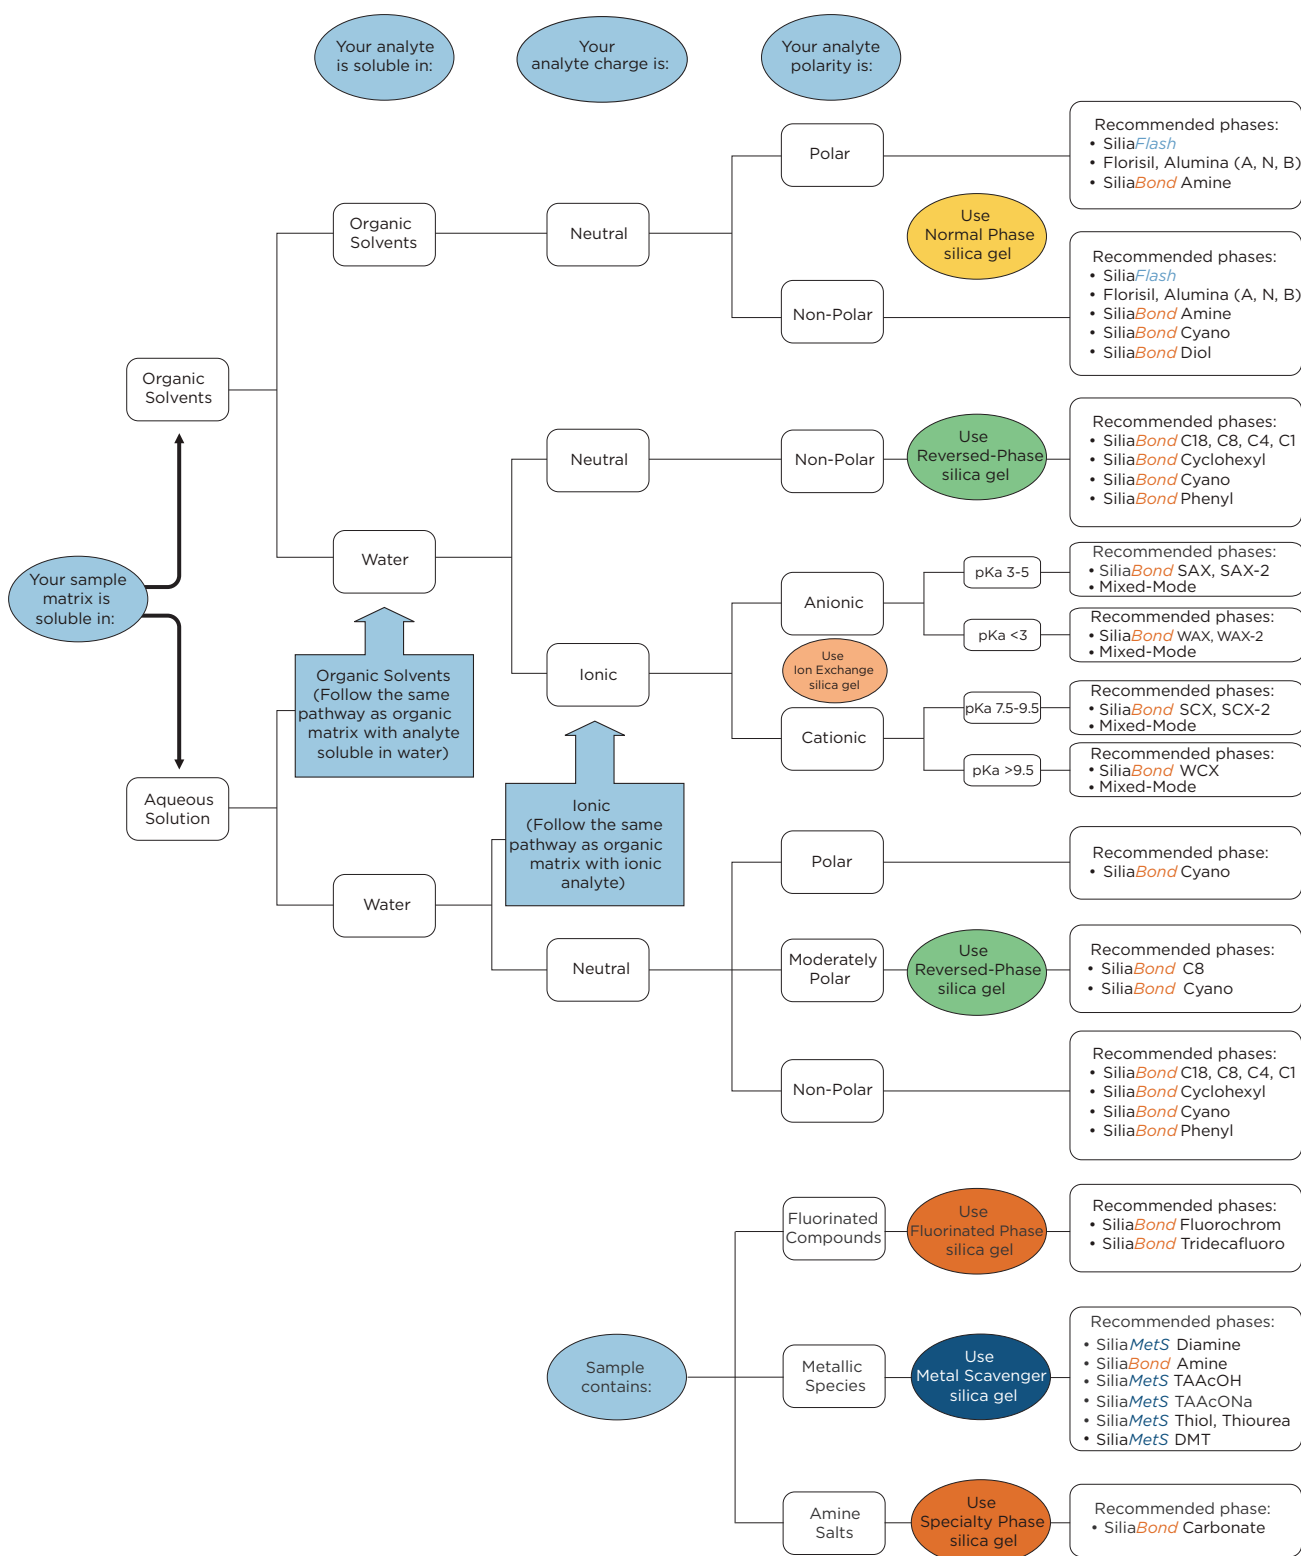 Your analyte
is soluble in:
Your
analyte charge is:
Your analyte
polarity is:
Polar
Recommended phases:
• SiliaFlash
• Florisil, Alumina (A, N, B)
• SiliaBond Amine
Organic
Solvents
Neutral
Use
Normal Phase
silica gel
Non-Polar
Recommended phases:
• SiliaFlash
• Florisil, Alumina (A, N, B)
• SiliaBond Amine
• SiliaBond Cyano
• SiliaBond Diol
Organic
Solvents
Neutral
Non-Polar
Use
Reversed-Phase
silica gel
Recommended phases:
• SiliaBond C18, C8, C4, C1
• SiliaBond Cyclohexyl
• SiliaBond Cyano
• SiliaBond Phenyl
Water
Your sample
matrix is
soluble in:
Anionic
pKa 3-5
Recommended phases:
• SiliaBond SAX, SAX-2
• Mixed-Mode
pKa <3
Recommended phases:
• SiliaBond WAX, WAX-2
• Mixed-Mode
Ionic
Use
Ion Exchange
silica gel
Organic Solvents
(Follow the same
pathway as organic
matrix with analyte
soluble in water)
Cationic
pKa 7.5-9.5
Recommended phases:
• SiliaBond SCX, SCX-2
• Mixed-Mode
pKa >9.5
Recommended phases:
• SiliaBond WCX
• Mixed-Mode
Aqueous
Solution
Ionic
(Follow the same
pathway as organic
matrix with ionic
analyte)
Water
Polar
Recommended phase:
• SiliaBond Cyano
Neutral
Moderately
Polar
Use
Reversed-Phase
silica gel
Recommended phases:
• SiliaBond C8
• SiliaBond Cyano
Non-Polar
Recommended phases:
• SiliaBond C18, C8, C4, C1
• SiliaBond Cyclohexyl
• SiliaBond Cyano
• SiliaBond Phenyl
Fluorinated
Compounds
Use
Fluorinated Phase
silica gel
Recommended phases:
• SiliaBond Fluorochrom
• SiliaBond Tridecafluoro
Sample
contains:
Metallic
Species
Use
Metal Scavenger
silica gel
Recommended phases:
• SiliaMetS Diamine
• SiliaBond Amine
• SiliaMetS TAAcOH
• SiliaMetS TAAcONa
• SiliaMetS Thiol, Thiourea
• SiliaMetS DMT
Amine
Salts
Use
Specialty Phase
silica gel
Recommended phase:
• SiliaBond Carbonate